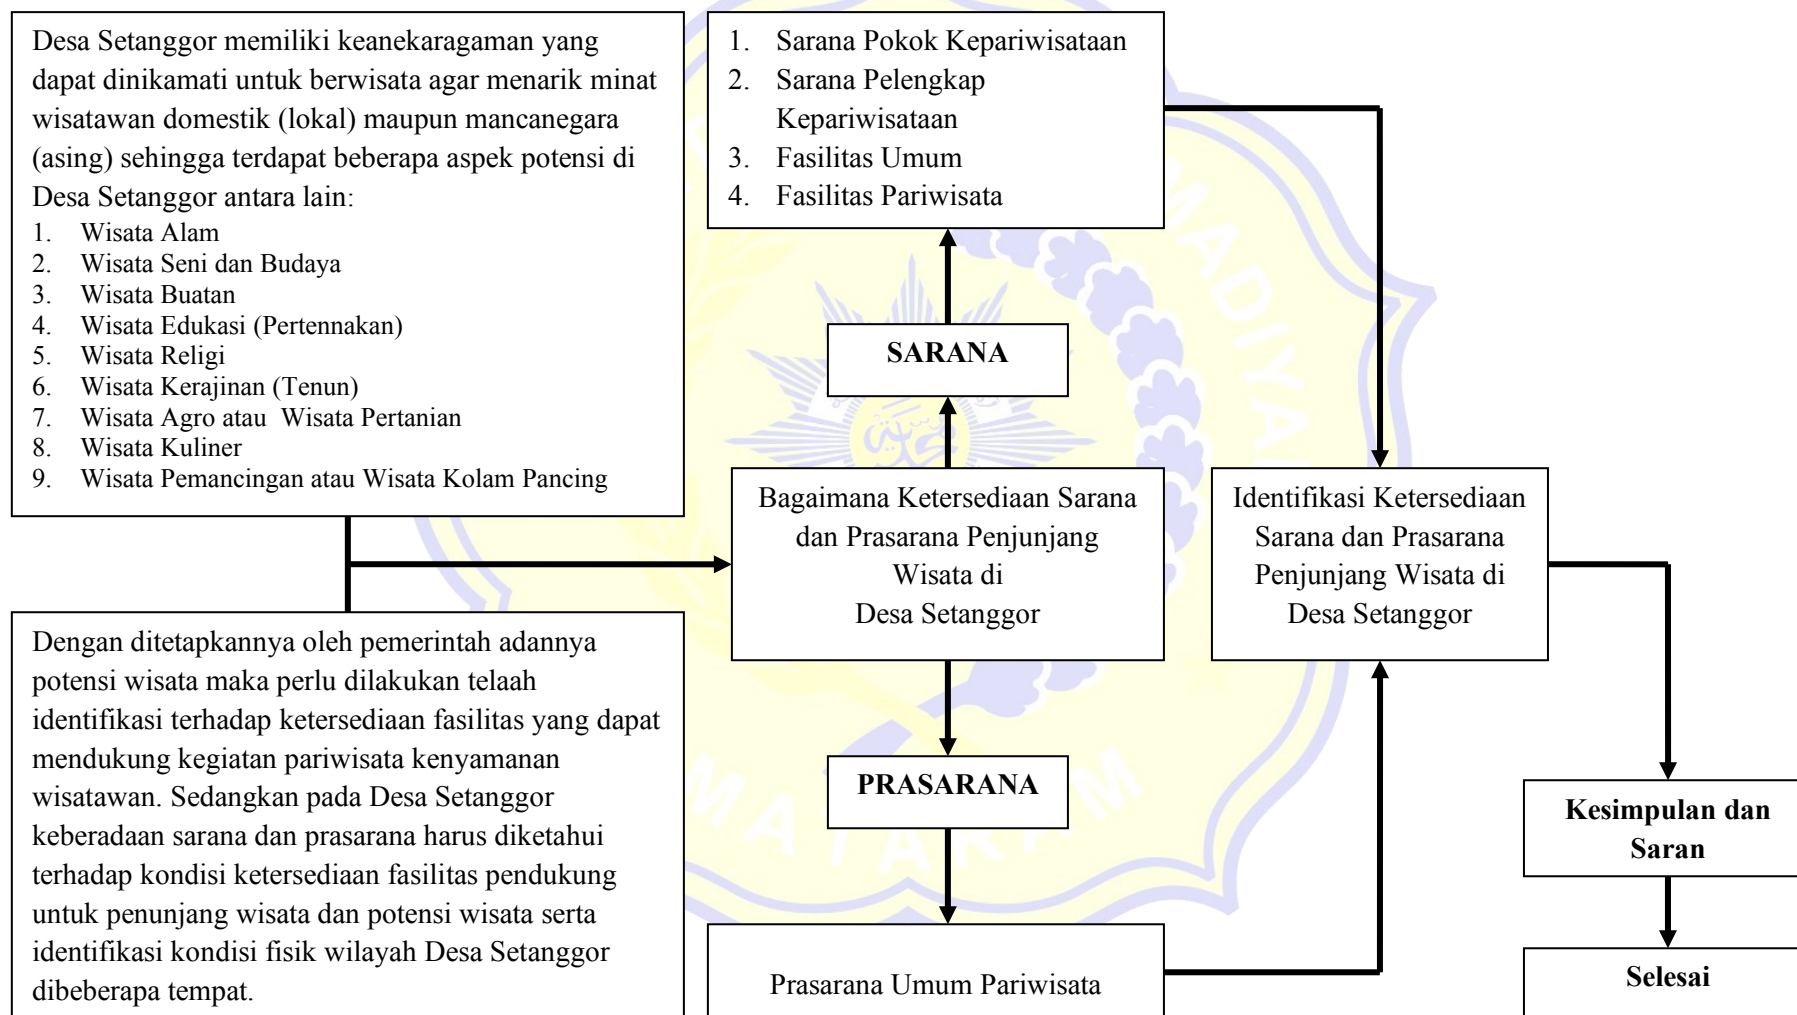 Desa Setanggor memiliki keanekaragaman yang
dapat dinikamati untuk berwisata agar menarik minat
wisatawan domestik (lokal) maupun mancanegara
(asing) sehingga terdapat beberapa aspek potensi di
Desa Setanggor antara lain:
1. Wisata Alam
2. Wisata Seni dan Budaya
3. Wisata Buatan
4. Wisata Edukasi (Pertennakan)
5. Wisata Religi
6. Wisata Kerajinan (Tenun)
7. Wisata Agro atau Wisata Pertanian
8. Wisata Kuliner
9. Wisata Pemancingan atau Wisata Kolam Pancing
Dengan ditetapkannya oleh pemerintah adannya
potensi wisata maka perlu dilakukan telaah
identifikasi terhadap ketersediaan fasilitas yang dapat
mendukung kegiatan pariwisata kenyamanan
wisatawan. Sedangkan pada Desa Setanggor
keberadaan sarana dan prasarana harus diketahui
terhadap kondisi ketersediaan fasilitas pendukung
untuk penunjang wisata dan potensi wisata serta
identifikasi kondisi fisik wilayah Desa Setanggor
dibeberapa tempat.
1. Sarana Pokok Kepariwisataan
2. Sarana Pelengkap
Kepariwisataan
3. Fasilitas Umum
4. Fasilitas Pariwisata
SARANA
Bagaimana Ketersediaan Sarana
dan Prasarana Penjunjang
Wisata di
Desa Setanggor
PRASARANA
Prasarana Umum Pariwisata
Identifikasi Ketersediaan
Sarana dan Prasarana
Penjunjang Wisata di
Desa Setanggor
Kesimpulan dan
Saran
Selesai
MATARAM